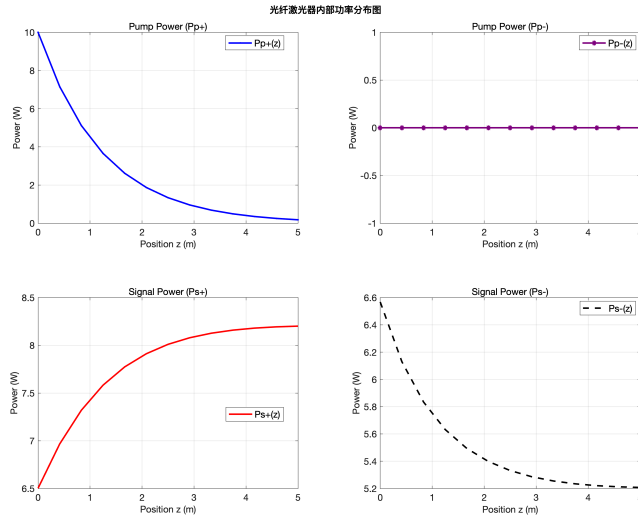 光纤激光器内部功率分布图
Pump Power (Pp+)
Pp+(z)
Power (W)
10
8
6
4
2
0
0 1 2 3 4 5
Position z (m)
Pump Power (Pp-)
Pp-(z)
Power (W)
1
0.5
0
-0.5
-1
0 1 2 3 4
Position z (m)
Signal Power (Ps+)
Ps+(z)
Power (W)
8.5
8
7.5
7
6.5
0 1 2 3 4 5
Position z (m)
Signal Power (Ps-)
Ps-(z)
Power (W)
6.6
6.4
6.2
6
5.8
5.6
5.4
5.2
0 1 2 3 4
Position z (m)